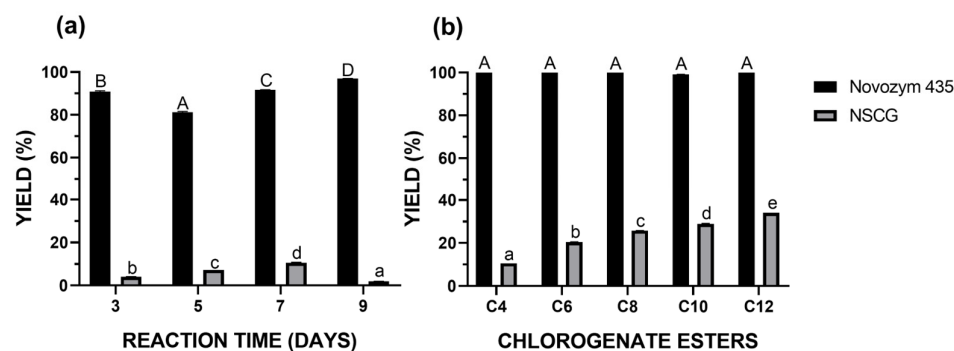 (a)
YIELD (%)
100
80
60
40
20
0
B
A
C
D
b
c
d
a
3 5 7 9
REACTION TIME (DAYS)
(b)
YIELD (%)
100
80
60
40
20
0
A A A A A
a
b
c
d
e
C4 C6 C8 C10 C12
CHLOROGENATE ESTERS
Novozym 435
NSCG